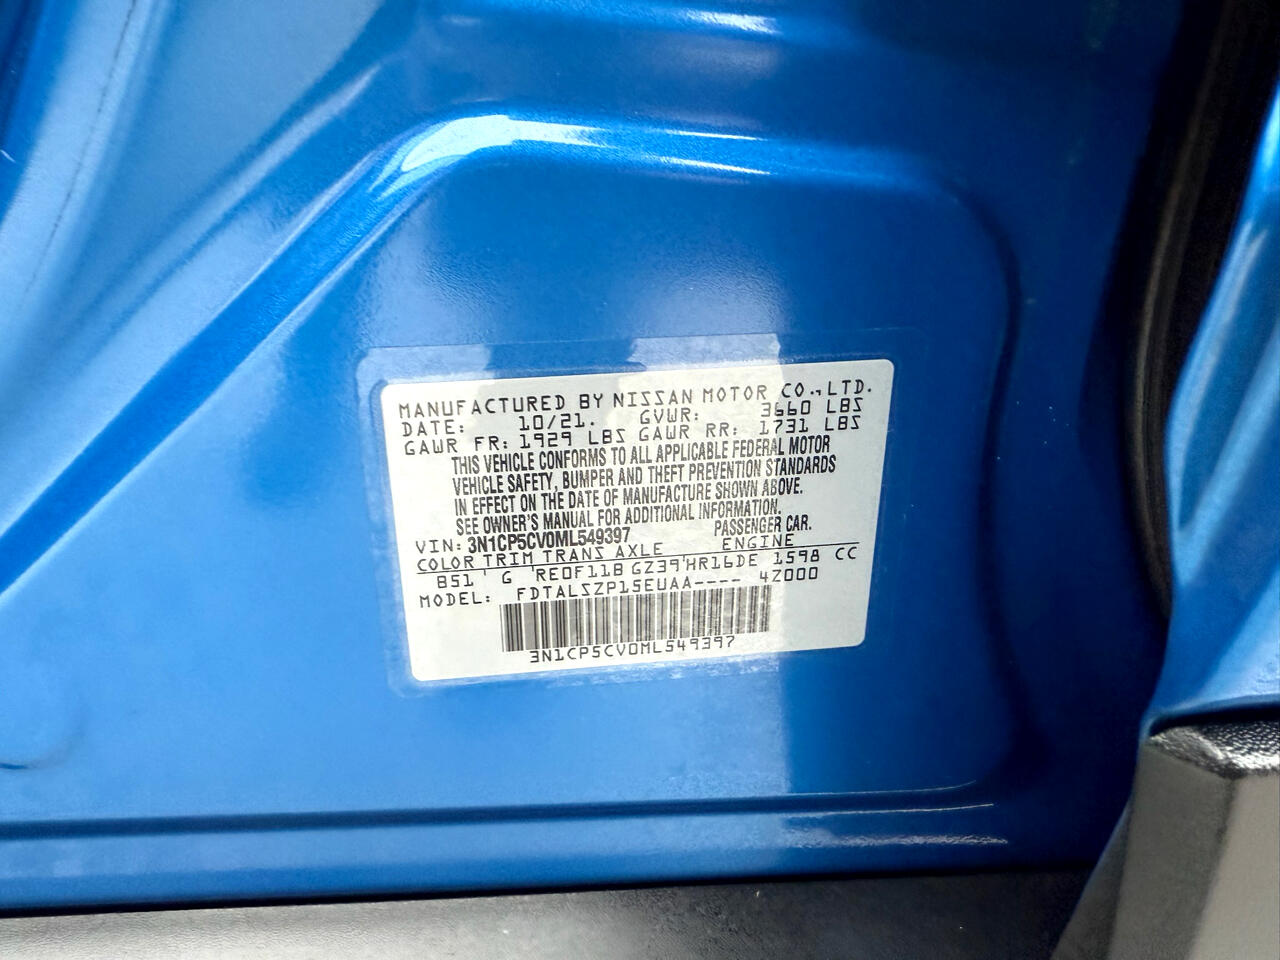 MANUFACTURED BY NISSAN MOTOR CO., LTD.
DATE: 10/21. GVWR: 3660 LBS
GAWR FR: 1929 LBS GAWR RR: 1731 LBS
THIS VEHICLE CONFORMS TO ALL APPLICABLE FEDERAL MOTOR
VEHICLE SAFETY, BUMPER AND THEFT PREVENTION STANDARDS
IN EFFECT ON THE DATE OF MANUFACTURE SHOWN ABOVE.
SEE OWNER'S MANUAL FOR ADDITIONAL INFORMATION.
VIN: 3N1CP5CV0ML549397 PASSENGER CAR.
COLOR TRIM TRANS AXLE ENGINE
B51 G RE0F11B GZ39 HR16DE 1598 CC
MODEL: FDTALSZP15EUAA---- 4Z000
3N1CP5CV0ML549397